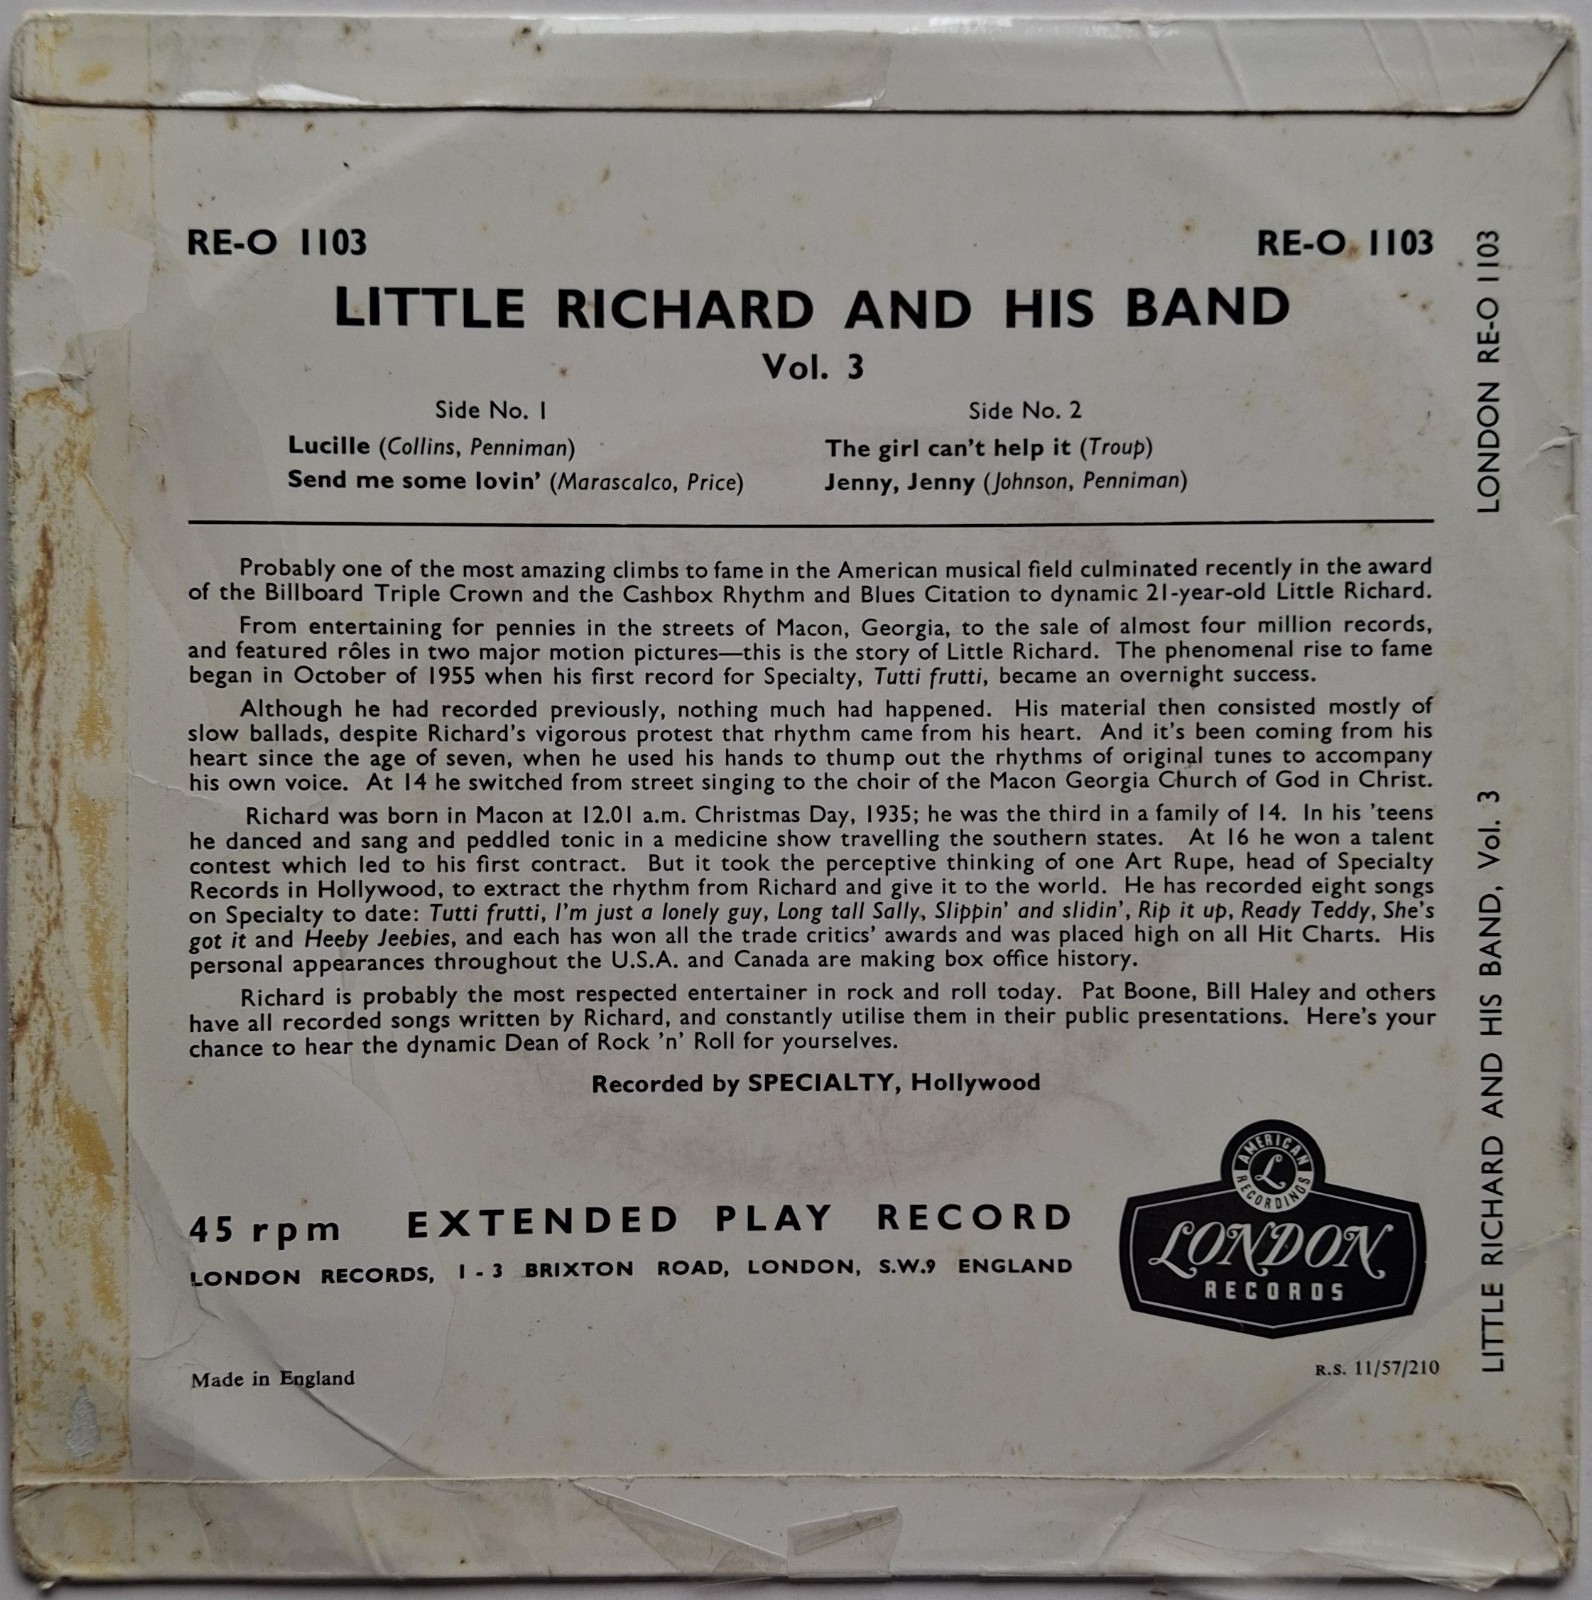 RE-O 1103 RE-O 1103
LITTLE RICHARD AND HIS BAND
Vol. 3
Side No. 1 Side No. 2
Lucille (Collins, Penniman) The girl can't help it (Troup)
Send me some lovin' (Marascalco, Price) Jenny, Jenny (Johnson, Penniman)
Probably one of the most amazing climbs to fame in the American musical field culminated recently in the award
of the Billboard Triple Crown and the Cashbox Rhythm and Blues Citation to dynamic 21-year-old Little Richard.
From entertaining for pennies in the streets of Macon, Georgia, to the sale of almost four million records,
and featured rôles in two major motion pictures—this is the story of Little Richard. The phenomenal rise to fame
began in October of 1955 when his first record for Specialty, Tutti frutti, became an overnight success.
Although he had recorded previously, nothing much had happened. His material then consisted mostly of
slow ballads, despite Richard's vigorous protest that rhythm came from his heart. And it's been coming from his
heart since the age of seven, when he used his hands to thump out the rhythms of original tunes to accompany
his own voice. At 14 he switched from street singing to the choir of the Macon Georgia Church of God in Christ.
Richard was born in Macon at 12.01 a.m. Christmas Day, 1935; he was the third in a family of 14. In his 'teens
he danced and sang and peddled tonic in a medicine show travelling the southern states. At 16 he won a talent
contest which led to his first contract. But it took the perceptive thinking of one Art Rupe, head of Specialty
Records in Hollywood, to extract the rhythm from Richard and give it to the world. He has recorded eight songs
on Specialty to date: Tutti frutti, I'm just a lonely guy, Long tall Sally, Slippin' and slidin', Rip it up, Ready Teddy, She's
got it and Heeby Jeebies, and each has won all the trade critics' awards and was placed high on all Hit Charts. His
personal appearances throughout the U.S.A. and Canada are making box office history.
Richard is probably the most respected entertainer in rock and roll today. Pat Boone, Bill Haley and others
have all recorded songs written by Richard, and constantly utilise them in their public presentations. Here's your
chance to hear the dynamic Dean of Rock 'n' Roll for yourselves.
Recorded by SPECIALTY, Hollywood
45 rpm EXTENDED PLAY RECORD
LONDON RECORDS, 1 - 3 BRIXTON ROAD, LONDON, S.W.9 ENGLAND
AMERICAN
L
RECORDINGS
LONDON
RECORDS
Made in England
R.S. 11/57/210
LITTLE RICHARD AND HIS BAND, Vol. 3 LONDON RE-O 1103